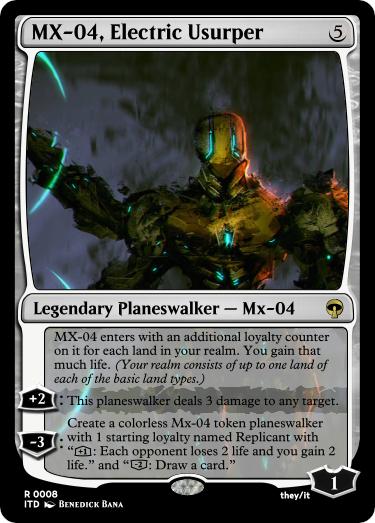 MX-04, Electric Usurper 5
Legendary Planeswalker — Mx-04
MX-04 enters with an additional loyalty counter
on it for each land in your realm. You gain that
much life. (Your realm consists of up to one land of
each of the basic land types.)
+2: This planeswalker deals 3 damage to any target.
Create a colorless Mx-04 token planeswalker
-3: with 1 starting loyalty named Replicant with
“[+1]: Each opponent loses 2 life and you gain 2
life.” and “[-2]: Draw a card.”
1
R 0008
ITD Benedick Bana
they/it